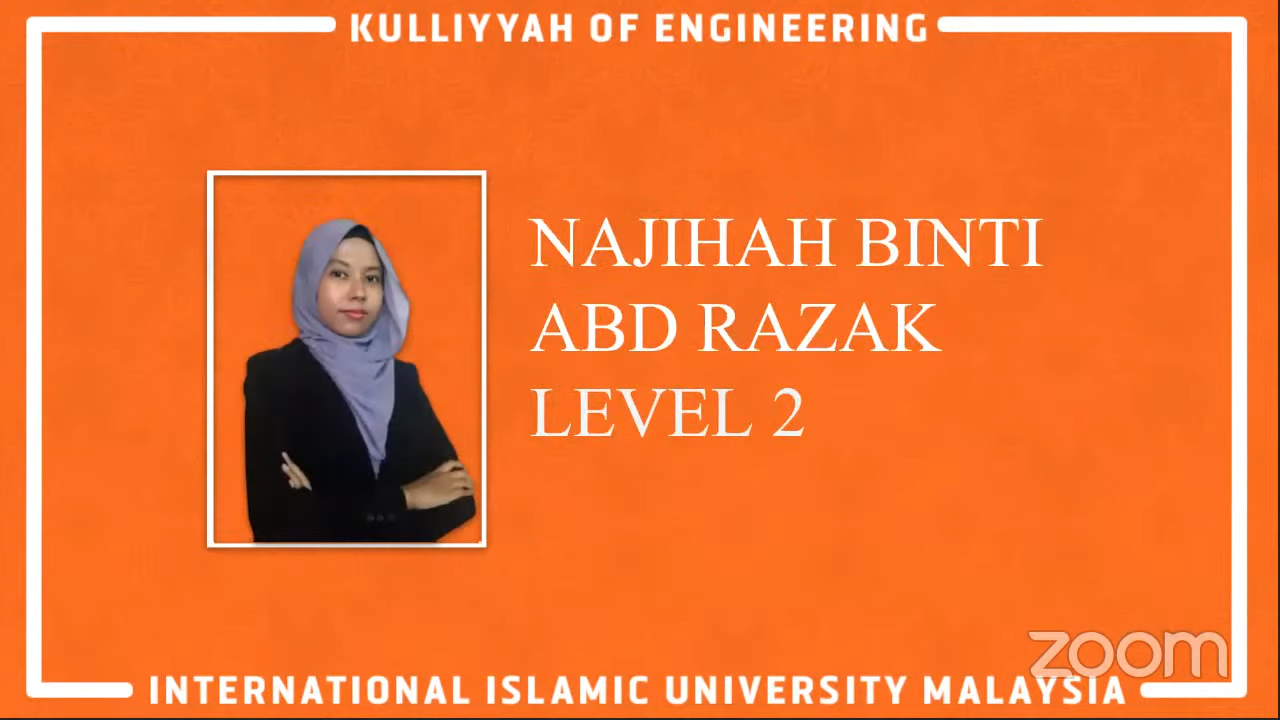 KULLIYYAH OF ENGINEERING
NAJIHAH BINTI
ABD RAZAK
LEVEL 2
zoom
INTERNATIONAL ISLAMIC UNIVERSITY MALAYSIA